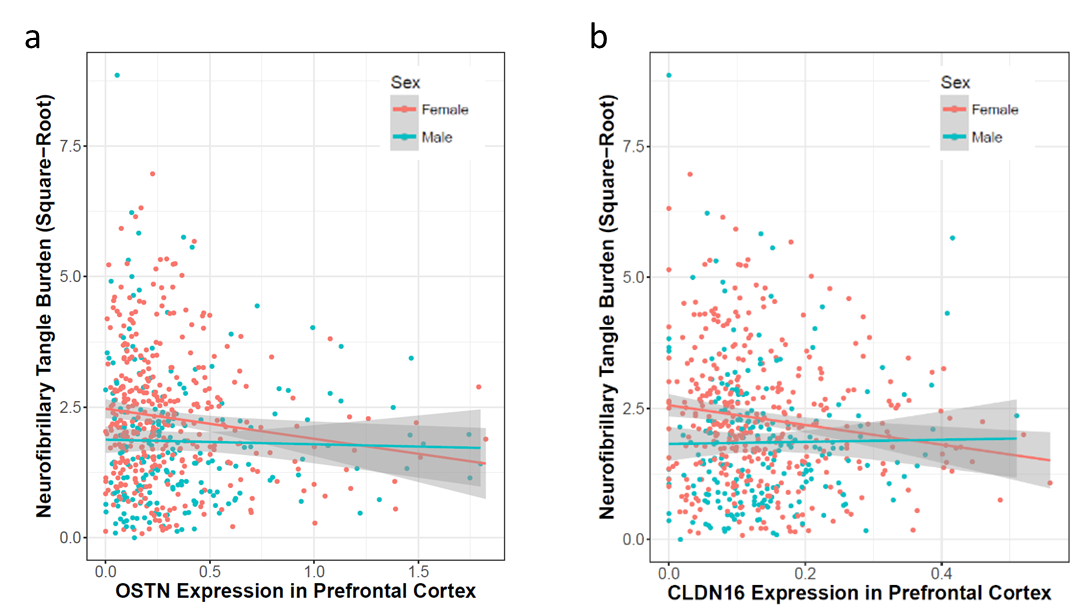 a
Neurofibrillary Tangle Burden (Square−Root)
7.5
5.0
2.5
0.0
Sex
Female
Male
0.0 0.5 1.0 1.5
OSTN Expression in Prefrontal Cortex
b
Neurofibrillary Tangle Burden (Square−Root)
7.5
5.0
2.5
0.0
Sex
Female
Male
0.0 0.2 0.4
CLDN16 Expression in Prefrontal Cortex